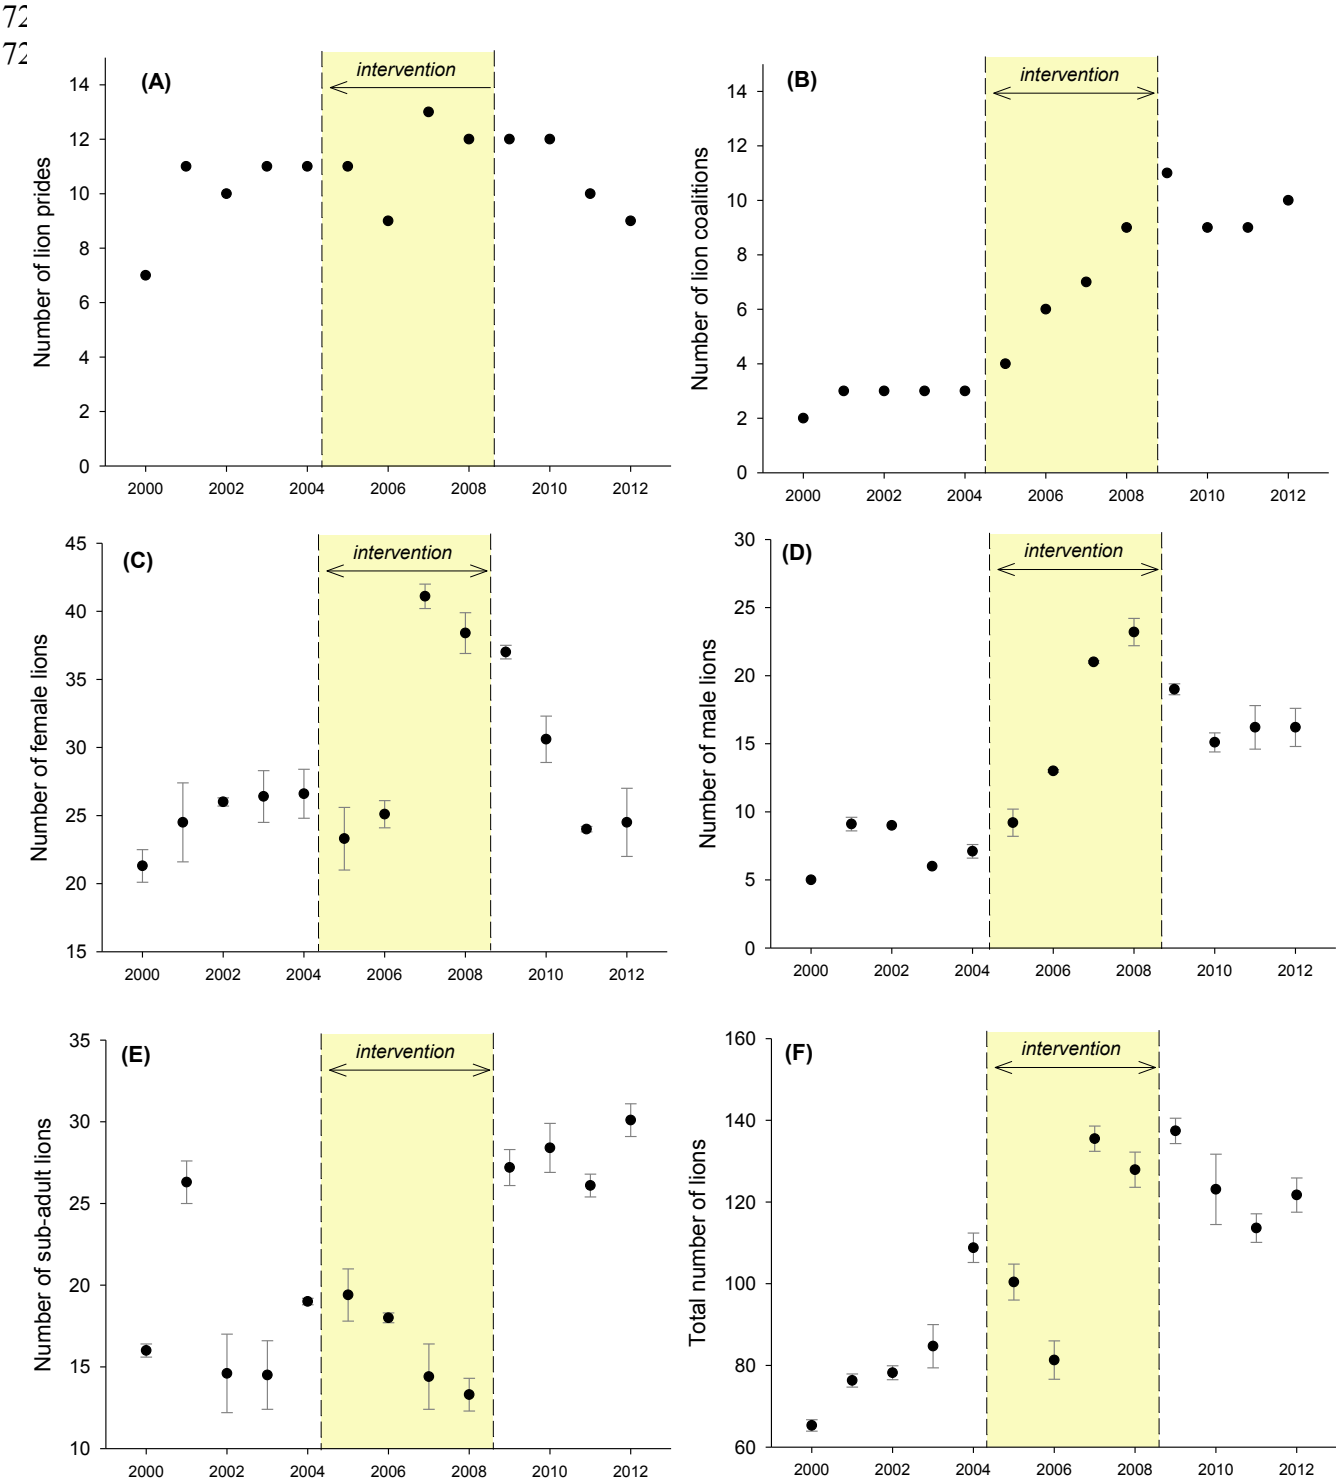 72
72
(A)
intervention
Number of lion prides
14
12
10
8
6
4
2
0
2000 2002 2004 2006 2008 2010 2012
(B)
intervention
Number of lion coalitions
14
12
10
8
6
4
2
0
2000 2002 2004 2006 2008 2010 2012
(C)
intervention
Number of female lions
45
40
35
30
25
20
15
2000 2002 2004 2006 2008 2010 2012
(D)
intervention
Number of male lions
30
25
20
15
10
5
0
2000 2002 2004 2006 2008 2010 2012
(E)
intervention
Number of sub-adult lions
35
30
25
20
15
10
2000 2002 2004 2006 2008 2010 2012
(F)
intervention
Total number of lions
160
140
120
100
80
60
2000 2002 2004 2006 2008 2010 2012